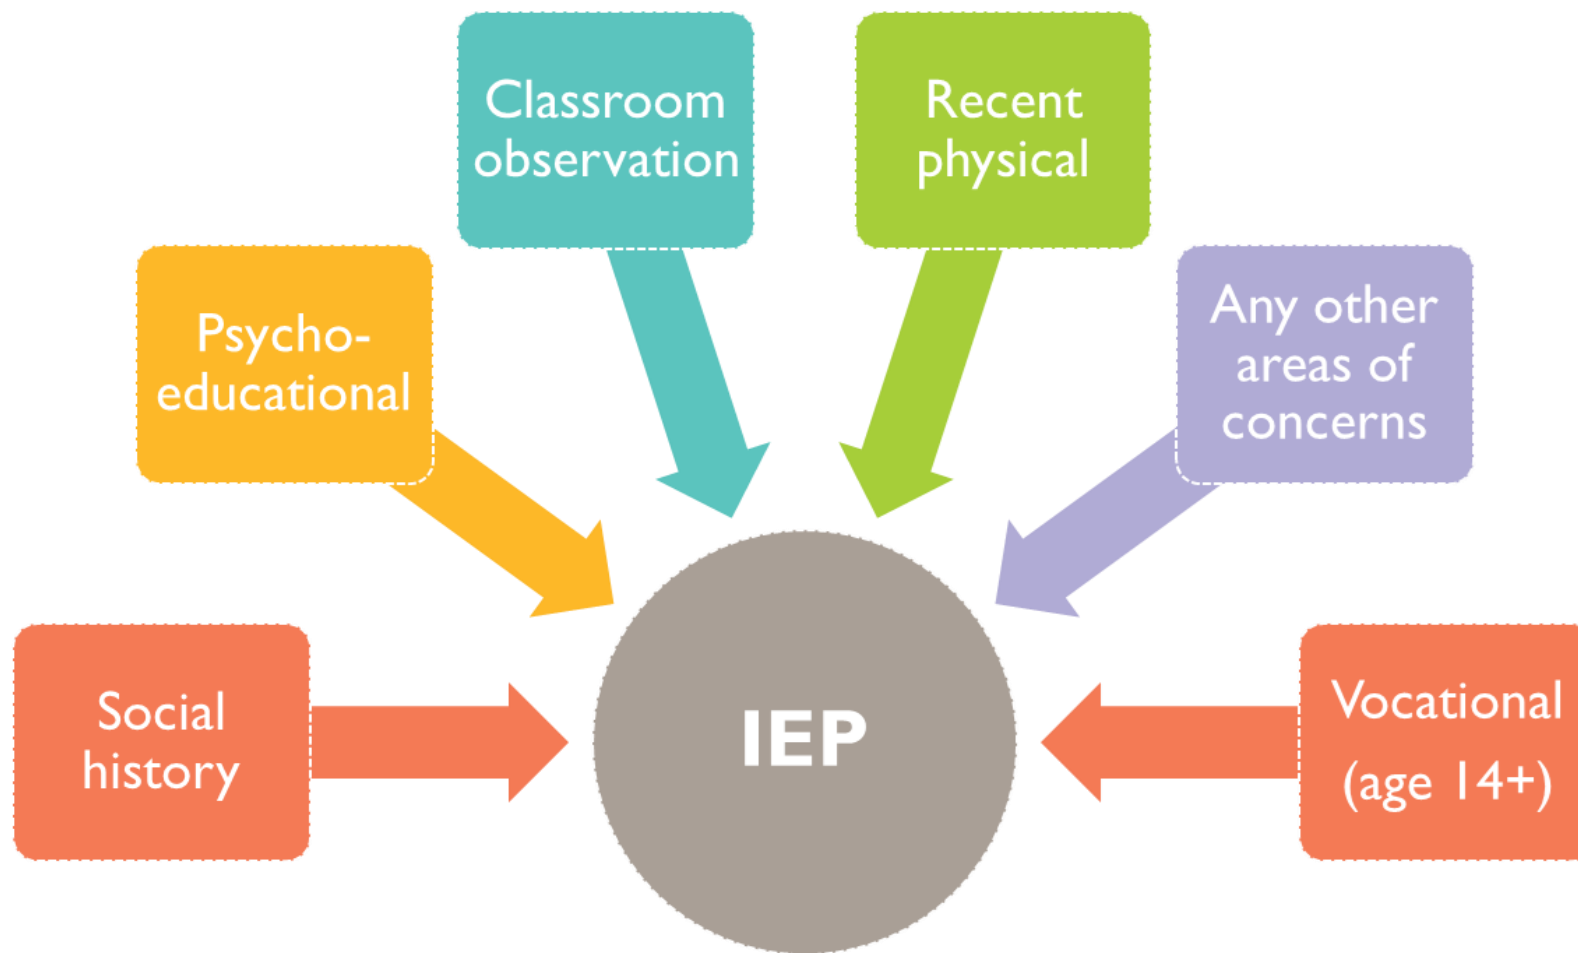 Classroom
observation
Recent
physical
Psycho-
educational
Any other
areas of
concerns
Social
history
IEP
Vocational
(age 14+)